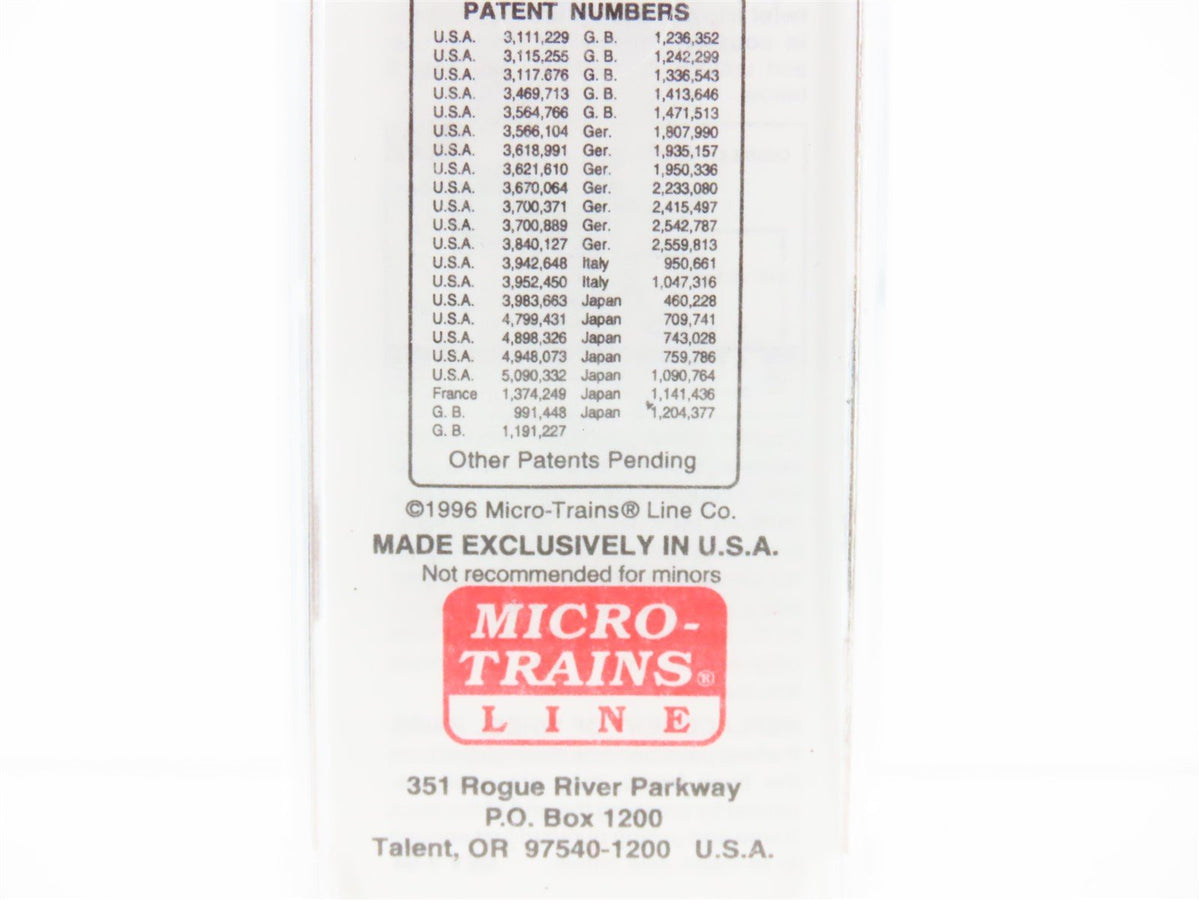 PATENT NUMBERS
U.S.A. 3,111,229 G. B. 1,236,352
U.S.A. 3,115,255 G. B. 1,242,299
U.S.A. 3,117.676 G. B. 1,336,543
U.S.A. 3,469,713 G. B. 1,413,646
U.S.A. 3,564,766 G. B. 1,471,513
U.S.A. 3,566,104 Ger. 1,807,990
U.S.A. 3,618,991 Ger. 1,935,157
U.S.A. 3,621,610 Ger. 1,950,336
U.S.A. 3,670,064 Ger. 2,233,080
U.S.A. 3,700,371 Ger. 2,415,497
U.S.A. 3,700,889 Ger. 2,542,787
U.S.A. 3,840,127 Ger. 2,559,813
U.S.A. 3,942,648 Italy 950,661
U.S.A. 3,952,450 Italy 1,047,316
U.S.A. 3,983,663 Japan 460,228
U.S.A. 4,799,431 Japan 709,741
U.S.A. 4,898,326 Japan 743,028
U.S.A. 4,948,073 Japan 759,786
U.S.A. 5,090,332 Japan 1,090,764
France 1,374,249 Japan 1,141,436
G. B. 991,448 Japan 1,204,377
G. B. 1,191,227
Other Patents Pending
©1996 Micro-Trains® Line Co.
MADE EXCLUSIVELY IN U.S.A.
Not recommended for minors
MICRO-
TRAINS®
LINE
351 Rogue River Parkway
P.O. Box 1200
Talent, OR 97540-1200 U.S.A.